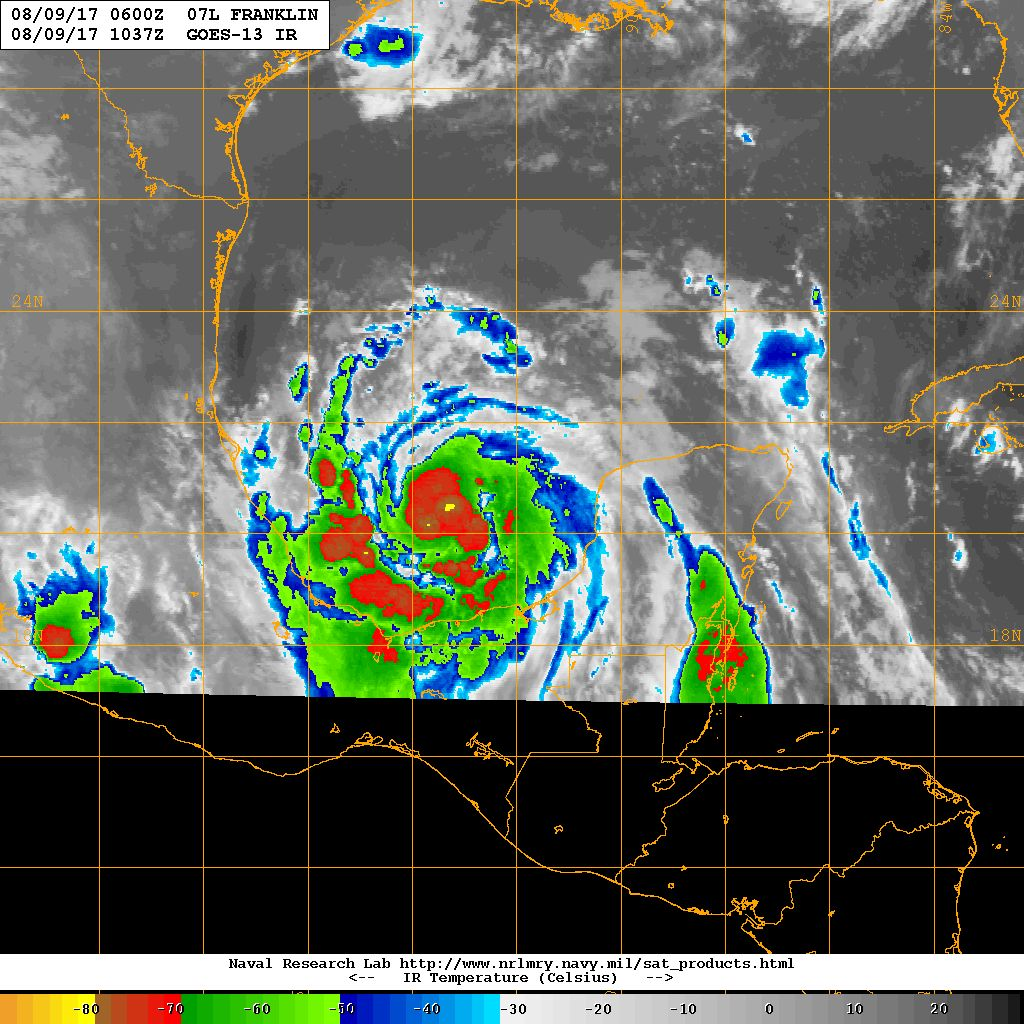 08/09/17 0600Z 07L FRANKLIN
08/09/17 1037Z GOES-13 IR
84W
24N 24N
18N
Naval Research Lab http://www.nrlmry.navy.mil/sat_products.html
<-- IR Temperature (Celsius) -->
-80 -70 -60 -50 -40 -30 -20 -10 0 10 20